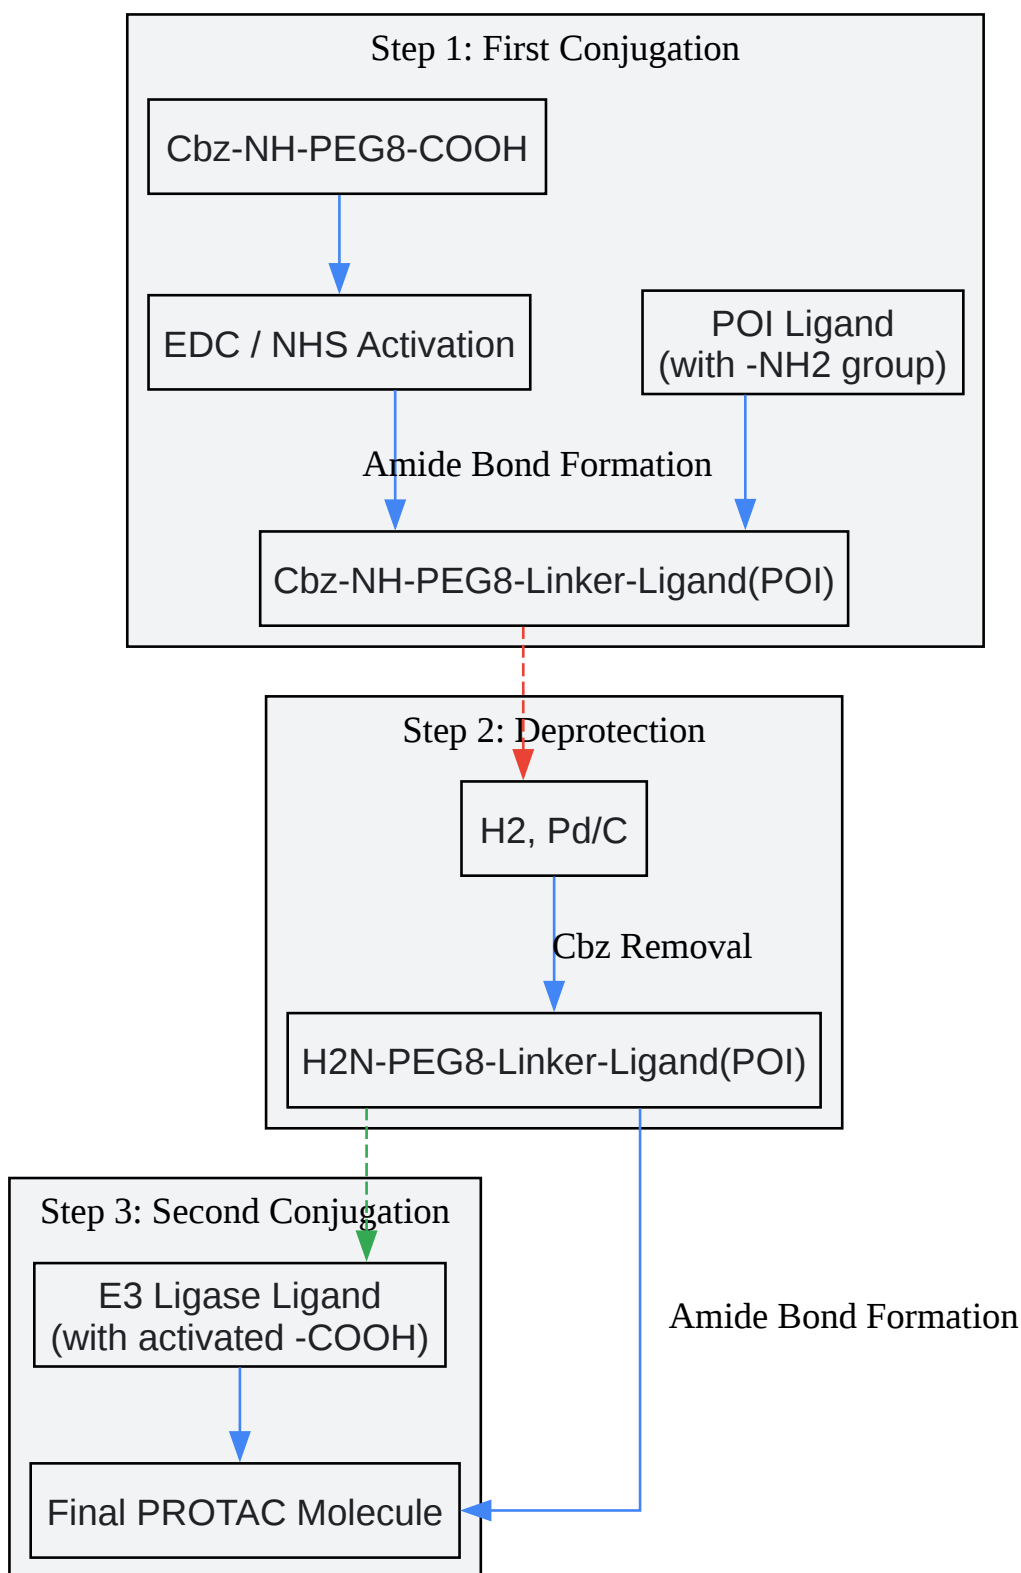 Step 1: First Conjugation
Cbz-NH-PEG8-COOH
EDC / NHS Activation
POI Ligand
(with -NH2 group)
Amide Bond Formation
Cbz-NH-PEG8-Linker-Ligand(POI)
Step 2: Deprotection
H2, Pd/C
Cbz Removal
H2N-PEG8-Linker-Ligand(POI)
Step 3: Second Conjugation
E3 Ligase Ligand
(with activated -COOH)
Amide Bond Formation
Final PROTAC Molecule